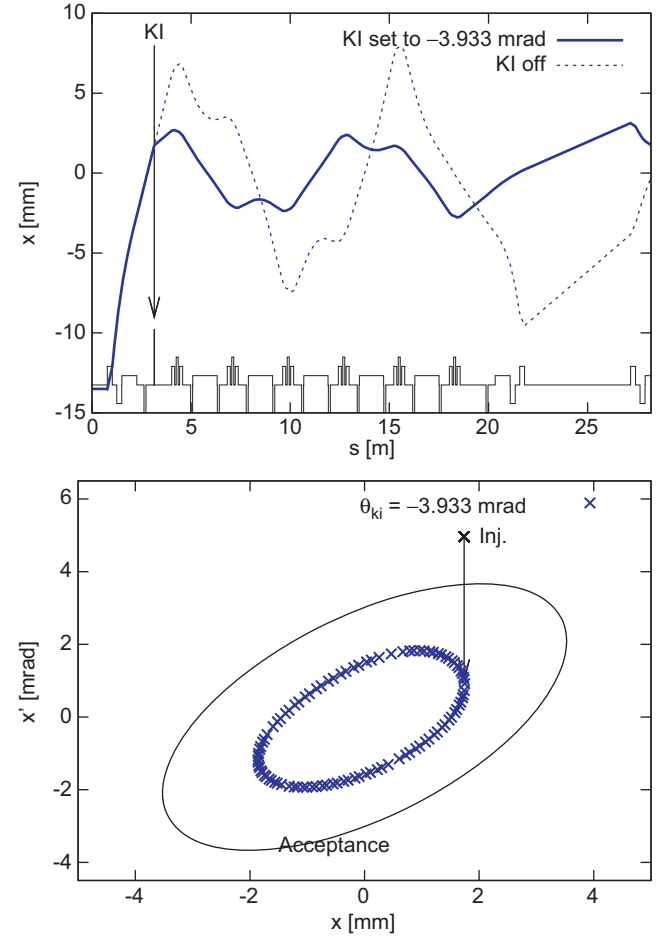 10
5
0
-5
-10
-15
x [mm]
KI
KI set to −3.933 mrad
KI off
0 5 10 15 20 25
s [m]
6
4
2
0
-2
-4
x' [mrad]
θki = −3.933 mrad
Inj.
Acceptance
-4 -2 0 2 4
x [mm]